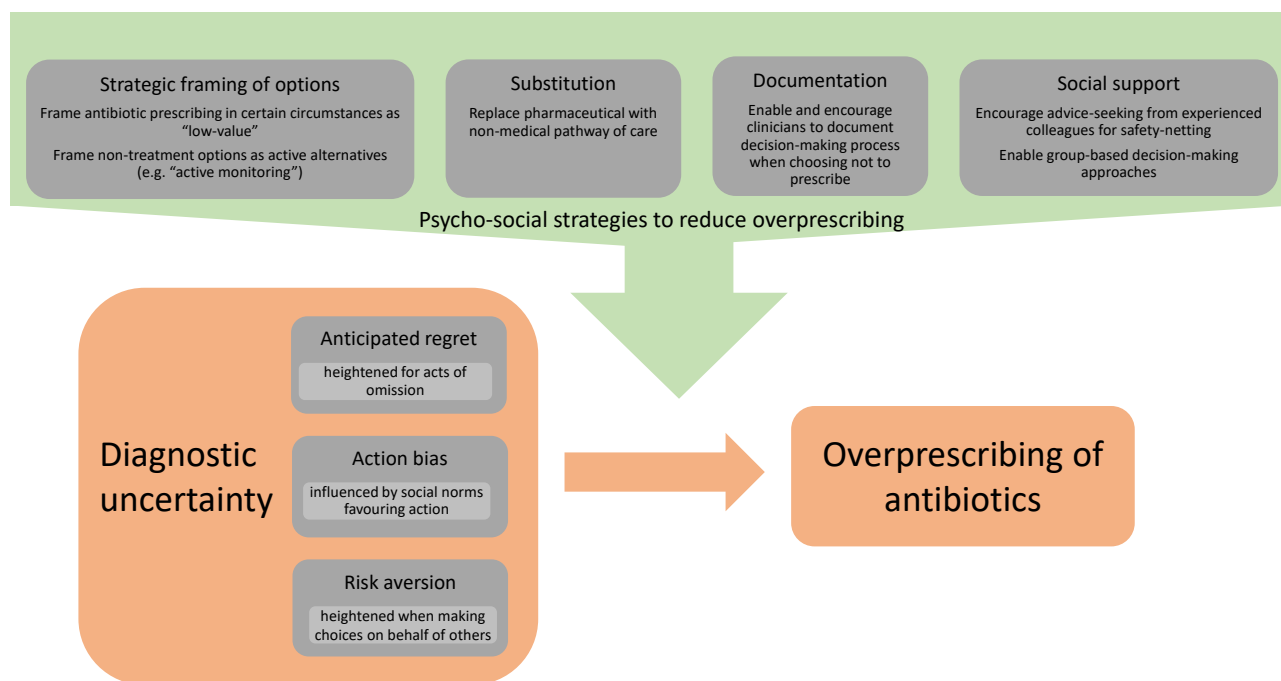 Strategic framing of options
Frame antibiotic prescribing in certain circumstances as
“low-value”
Frame non-treatment options as active alternatives
(e.g. “active monitoring”)
Substitution
Replace pharmaceutical with
non-medical pathway of care
Documentation
Enable and encourage
clinicians to document
decision-making process
when choosing not to
prescribe
Social support
Encourage advice-seeking from experienced
colleagues for safety-netting
Enable group-based decision-making
approaches
Psycho-social strategies to reduce overprescribing
Diagnostic
uncertainty
Anticipated regret
heightened for acts of
omission
Action bias
influenced by social norms
favouring action
Risk aversion
heightened when making
choices on behalf of others
Overprescribing of
antibiotics